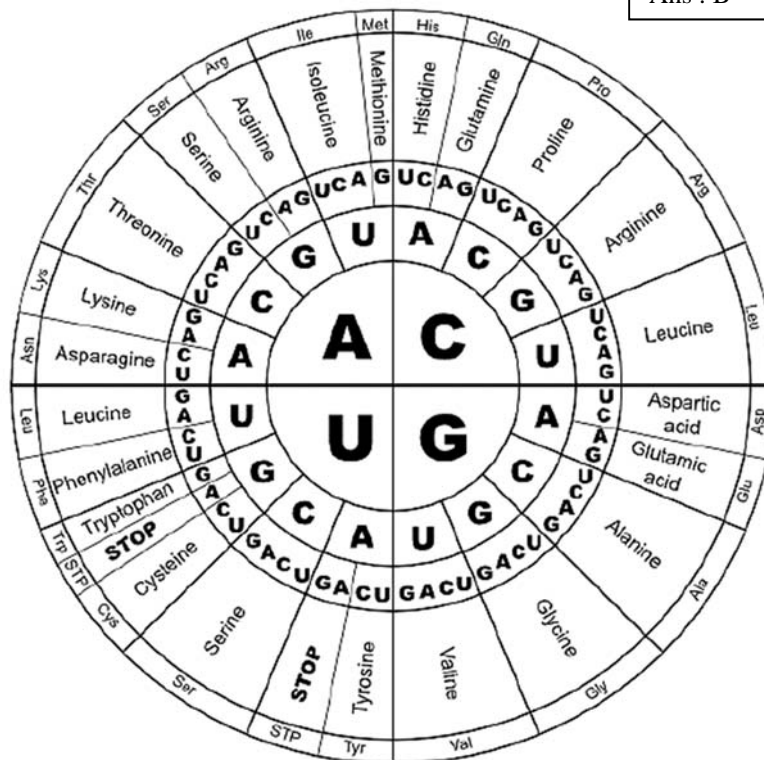 Ans : B
His
Gln
Pro
Arg
Leu
Asp
Glu
Ala
Gly
Val
Tyr
STP
Ser
Cys
STP
Trp
Phe
Leu
Asn
Lys
Thr
Ser
Arg
Ile
Met
Histidine
Glutamine
Proline
Arginine
Leucine
Aspartic
acid
Glutamic
acid
Alanine
Glycine
Valine
Tyrosine
STOP
Serine
Cysteine
STOP
Tryptophan
Phenylalanine
Leucine
Asparagine
Lysine
Threonine
Serine
Arginine
Isoleucine
Methionine
U C A G U C A G U C A G U C A G
U C A G U C A G U C A G U C A G
U C A G U C A G U C A G U C A G
U C A G U C A G U C A G U C A G
A C G U
A C G U
A C G U
A C G U
A C
U G